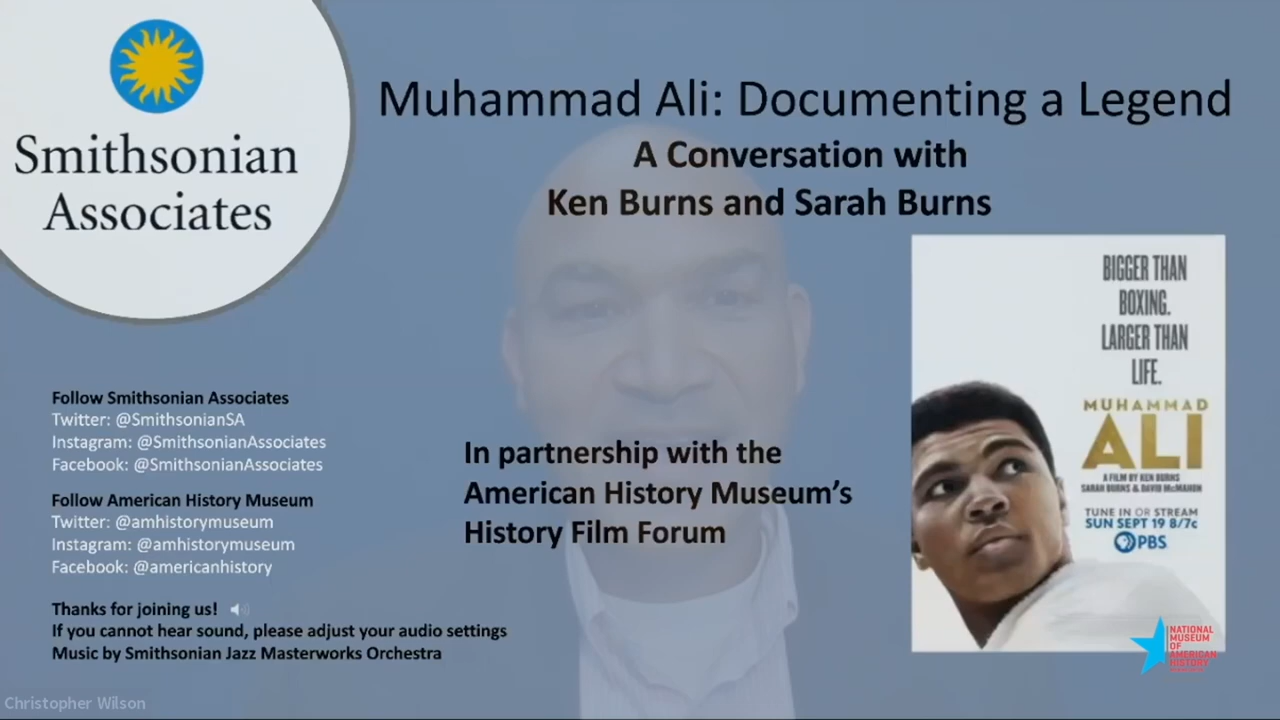 Smithsonian
Associates
Muhammad Ali: Documenting a Legend
A Conversation with
Ken Burns and Sarah Burns
BIGGER THAN
BOXING.
LARGER THAN
LIFE.
MUHAMMAD
ALI
A FILM BY KEN BURNS
SARAH BURNS & DAVID McMAHON
TUNE IN OR STREAM
SUN SEPT 19 8/7c
PBS
Follow Smithsonian Associates
Twitter: @SmithsonianSA
Instagram: @SmithsonianAssociates
Facebook: @SmithsonianAssociates
Follow American History Museum
Twitter: @amhistorymuseum
Instagram: @amhistorymuseum
Facebook: @americanhistory
In partnership with the
American History Museum’s
History Film Forum
Thanks for joining us!
If you cannot hear sound, please adjust your audio settings
Music by Smithsonian Jazz Masterworks Orchestra
NATIONAL
MUSEUM
OF
AMERICAN
HISTORY
Christopher Wilson